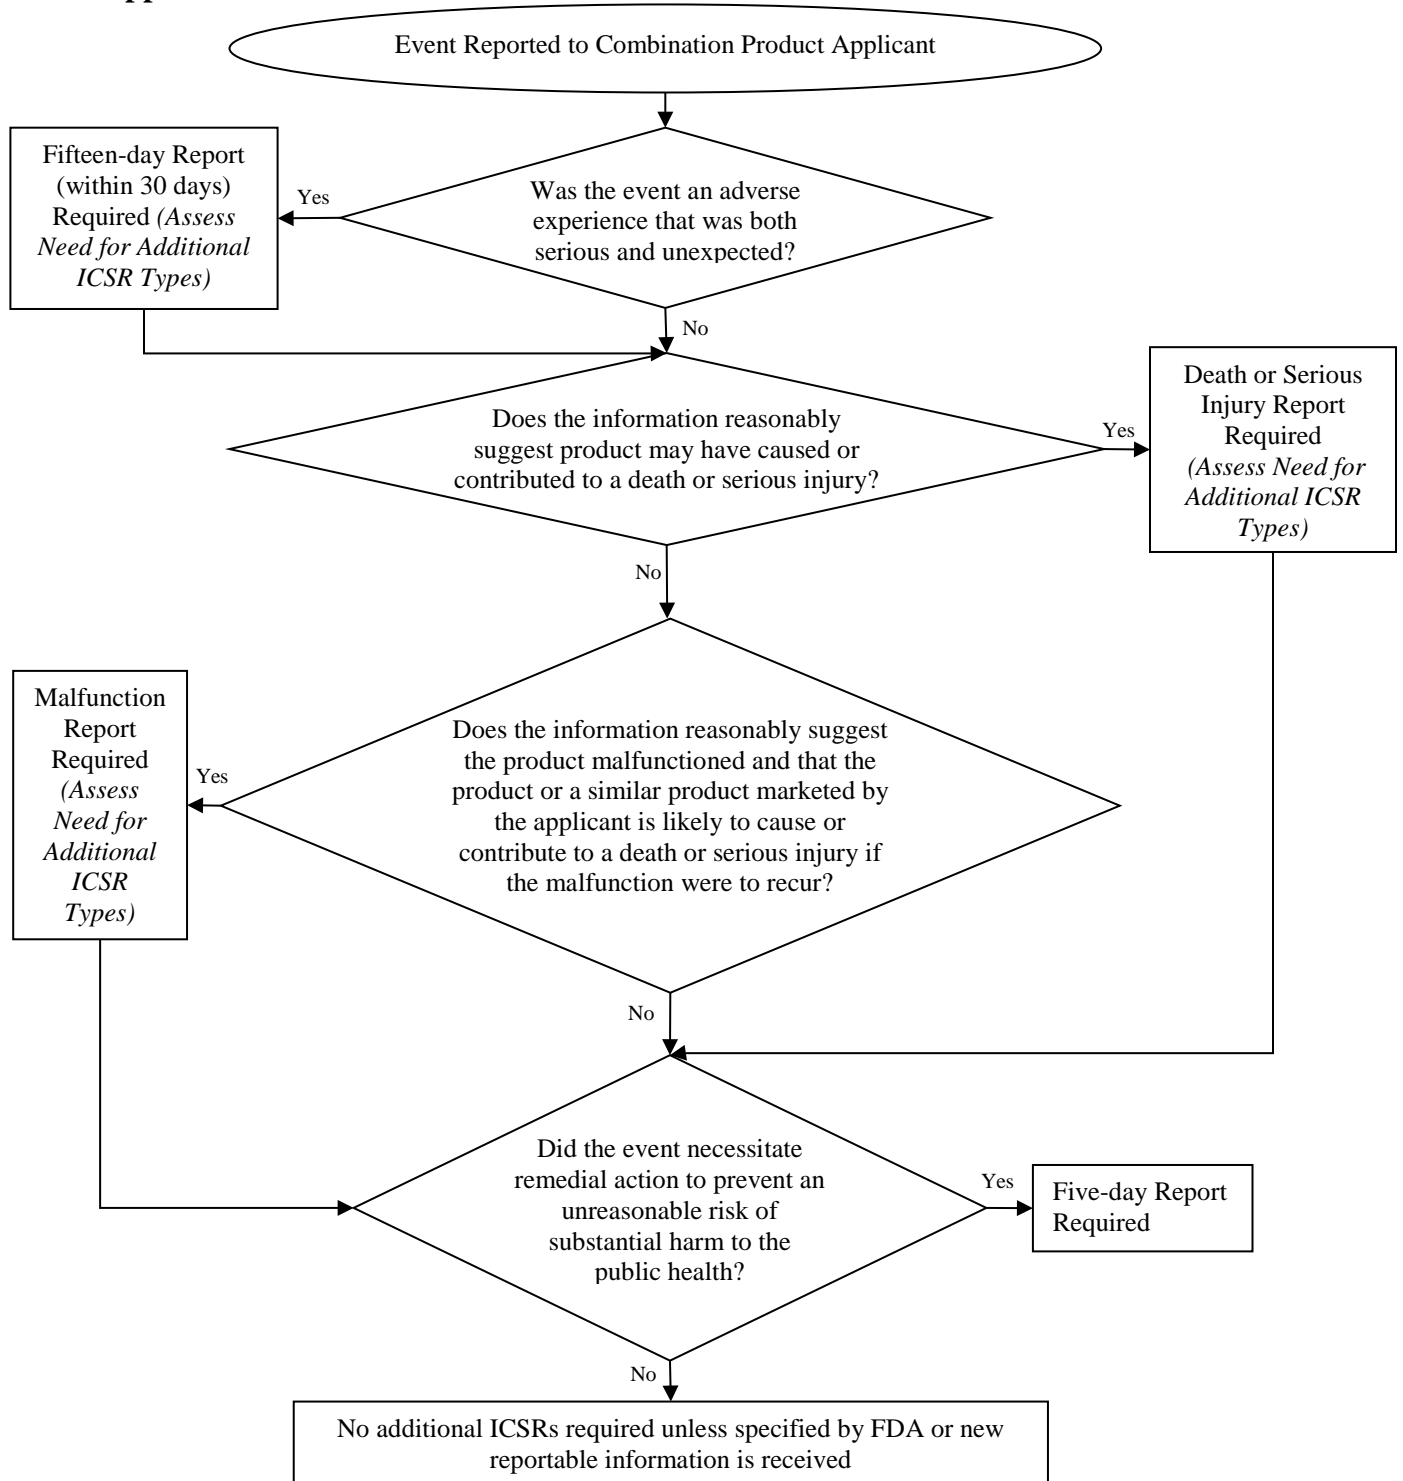 Event Reported to Combination Product Applicant
Fifteen-day Report
(within 30 days)
Required (Assess
Need for Additional
ICSR Types)
Yes
Was the event an adverse
experience that was both
serious and unexpected?
No
Does the information reasonably
suggest product may have caused or
contributed to a death or serious injury?
Yes
Death or Serious
Injury Report
Required
(Assess Need for
Additional ICSR
Types)
No
Malfunction
Report
Required
(Assess
Need for
Additional
ICSR
Types)
Yes
Does the information reasonably suggest
the product malfunctioned and that the
product or a similar product marketed by
the applicant is likely to cause or
contribute to a death or serious injury if
the malfunction were to recur?
No
Did the event necessitate
remedial action to prevent an
unreasonable risk of
substantial harm to the
public health?
Yes
Five-day Report
Required
No
No additional ICSRs required unless specified by FDA or new
reportable information is received